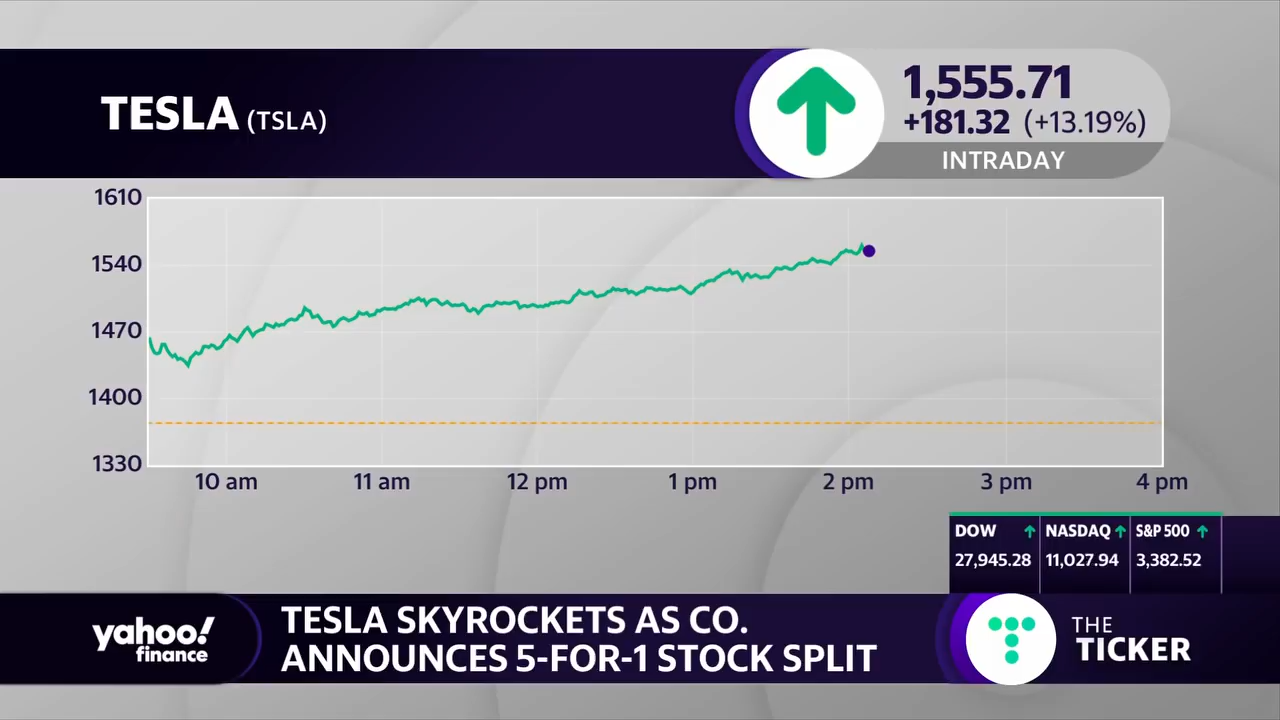 TESLA (TSLA)
1,555.71
+181.32 (+13.19%)
INTRADAY
1610
1540
1470
1400
1330
10 am 11 am 12 pm 1 pm 2 pm 3 pm 4 pm
DOW NASDAQ S&P 500
27,945.28 11,027.94 3,382.52
yahoo!
finance
TESLA SKYROCKETS AS CO.
ANNOUNCES 5-FOR-1 STOCK SPLIT
THE
TICKER